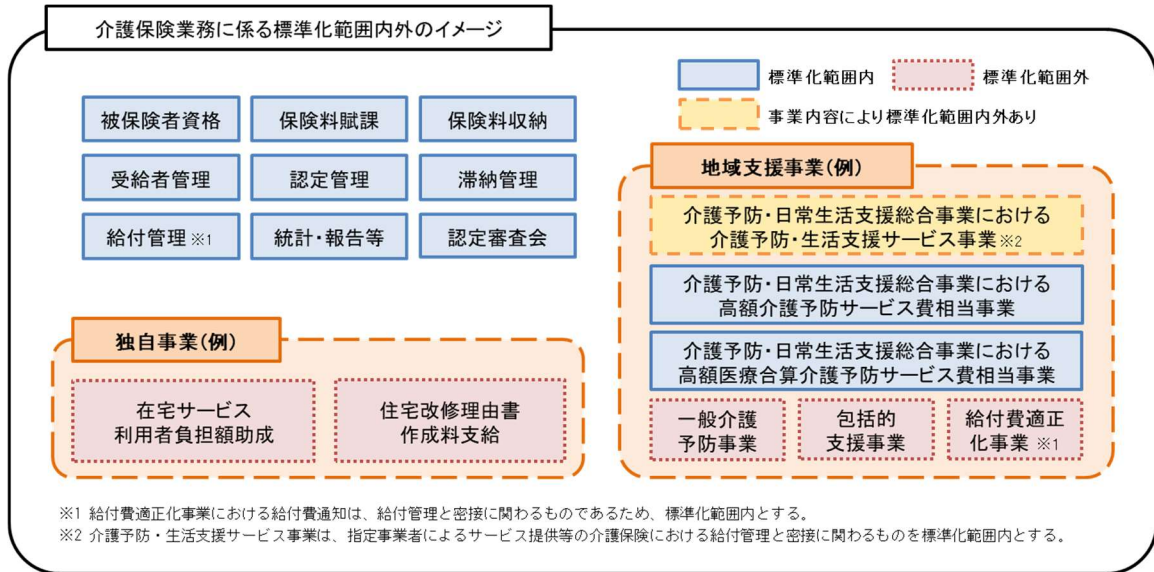 介護保険業務に係る標準化範囲内外のイメージ
標準化範囲内
標準化範囲外
事業内容により標準化範囲内外あり
被保険者資格
保険料賦課
保険料収納
受給者管理
認定管理
滞納管理
給付管理 ※1
統計・報告等
認定審査会
地域支援事業(例)
介護予防・日常生活支援総合事業における
介護予防・生活支援サービス事業※2
介護予防・日常生活支援総合事業における
高額介護予防サービス費相当事業
介護予防・日常生活支援総合事業における
高額医療合算介護予防サービス費相当事業
一般介護
予防事業
包括的
支援事業
給付費適正
化事業 ※1
独自事業(例)
在宅サービス
利用者負担額助成
住宅改修理由書
作成料支給
※1 給付費適正化事業における給付費通知は、給付管理と密接に関わるものであるため、標準化範囲内とする。
※2 介護予防・生活支援サービス事業は、指定事業者によるサービス提供等の介護保険における給付管理と密接に関わるものを標準化範囲内とする。